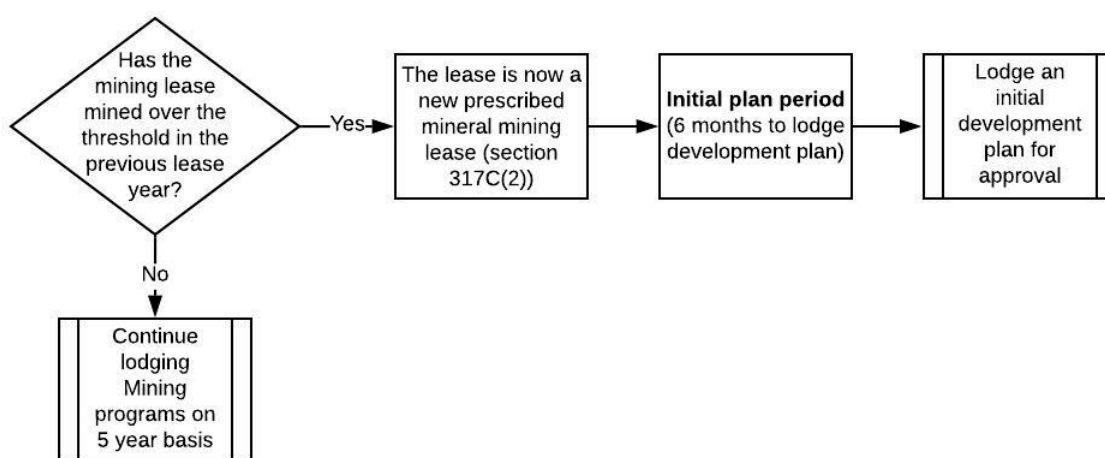 Has the
mining lease
mined over the
threshold in the
previous lease
year?
Yes
The lease is now a
new prescribed
mineral mining
lease (section
317C(2))
Initial plan period
(6 months to lodge
development plan)
Lodge an
initial
development
plan for
approval
No
Continue
lodging
Mining
programs on
5 year basis